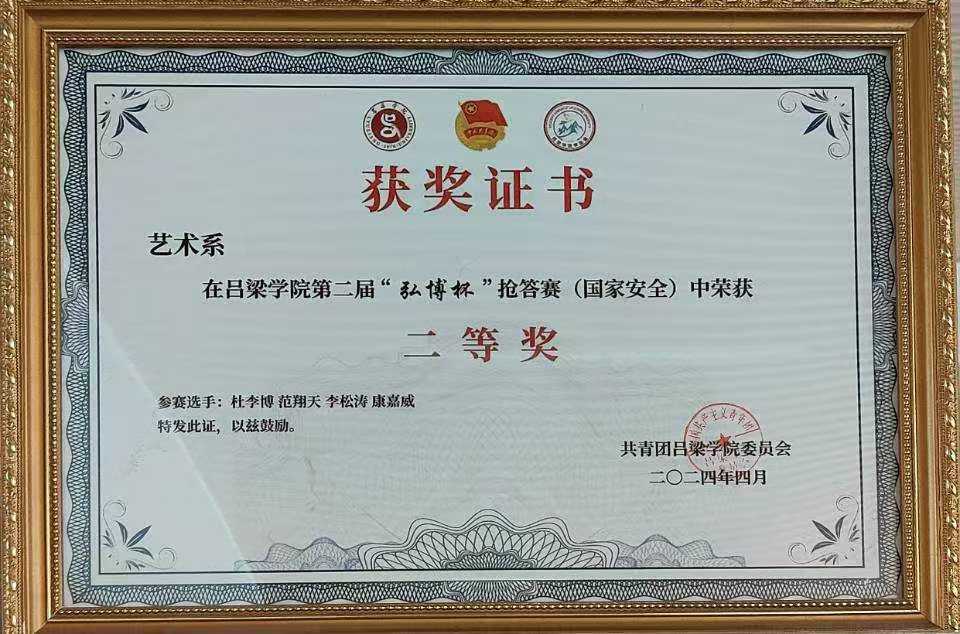 获奖证书
艺术系
在吕梁学院第二届“弘博杯”抢答赛（国家安全）中荣获
二等奖
参赛选手：杜李博 范翔天 李松涛 康嘉威
特发此证，以兹鼓励。
共青团吕梁学院委员会
二〇二四年四月